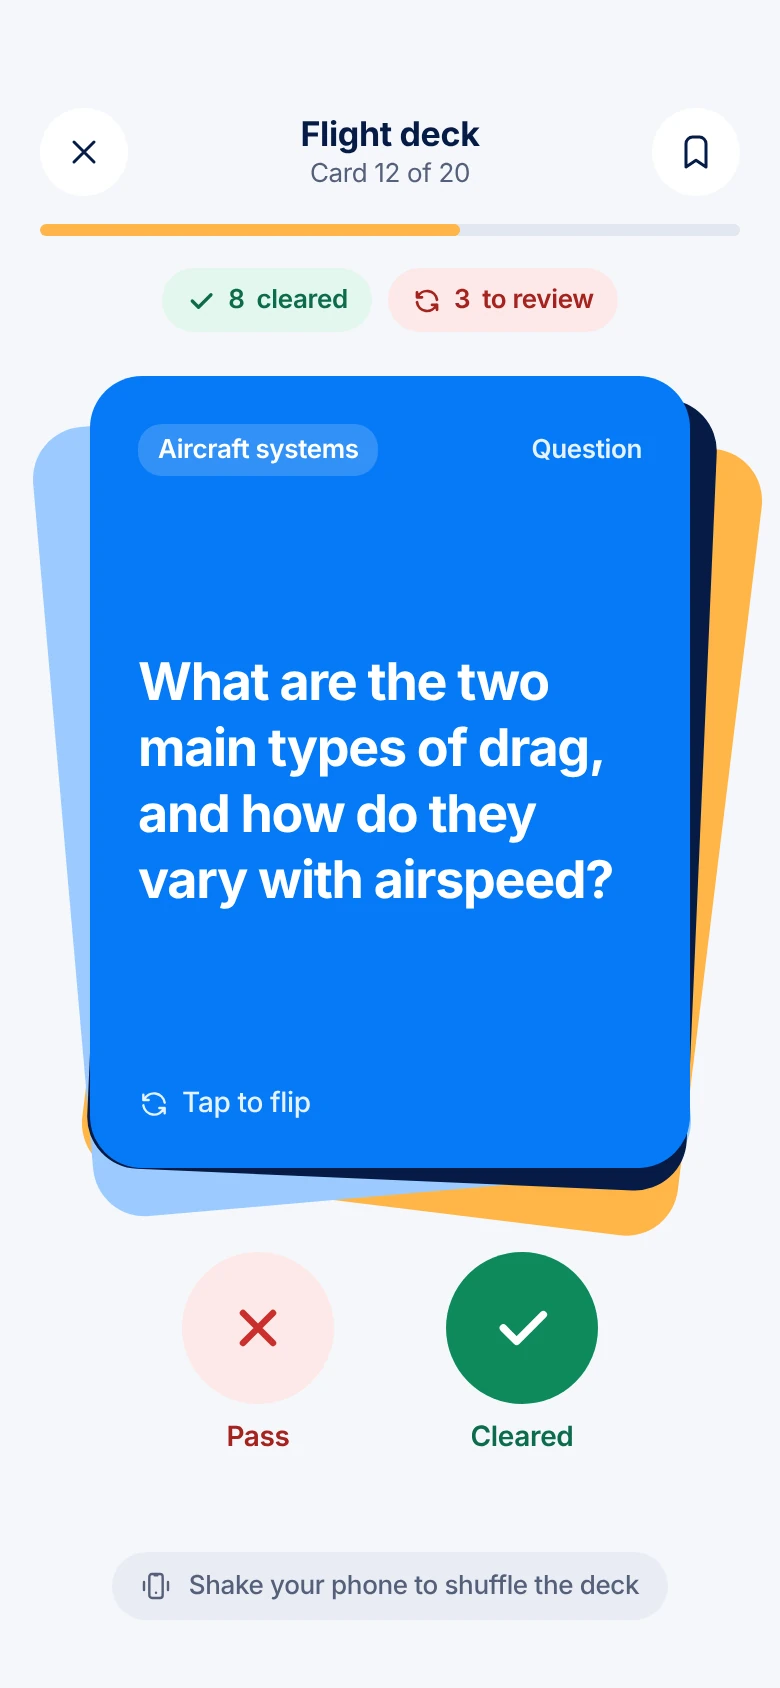 Flight deck
Card 12 of 20
8 cleared
3 to review
Aircraft systems
Question
What are the two
main types of drag,
and how do they
vary with airspeed?
Tap to flip
Pass
Cleared
Shake your phone to shuffle the deck